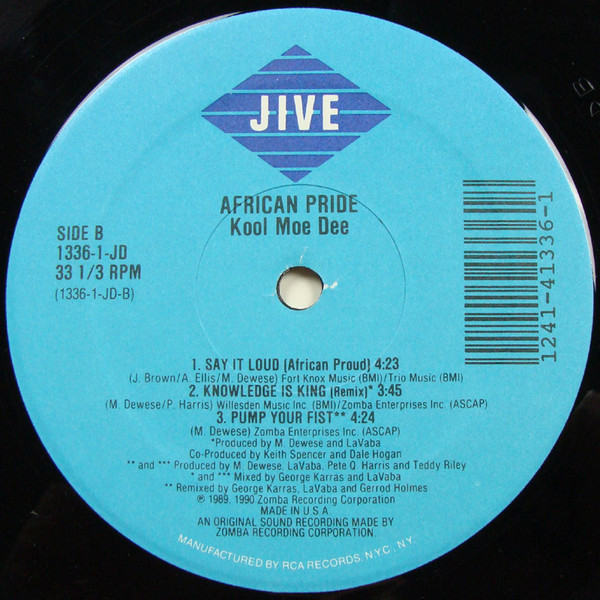 JIVE
AFRICAN PRIDE
Kool Moe Dee
SIDE B
1336-1-JD
33 1/3 RPM
(1336-1-JD-B)
1241-41336-1
1. SAY IT LOUD (African Proud) 4:23
(J. Brown/A. Ellis/M. Dewese) Fort Knox Music (BMI)/Trio Music (BMI)
2. KNOWLEDGE IS KING (Remix)* 3:45
(M. Dewese/P. Harris) Willesden Music Inc. (BMI)/Zomba Enterprises Inc. (ASCAP)
3. PUMP YOUR FIST** 4:24
(M. Dewese) Zomba Enterprises Inc. (ASCAP)
*Produced by M. Dewese and LaVaba
Co-Produced by Keith Spencer and Dale Hogan
** and *** Produced by M. Dewese, LaVaba, Pete Q. Harris and Teddy Riley
* and *** Mixed by George Karras and LaVaba
** Remixed by George Karras, LaVaba and Gerrod Holmes
℗ 1989, 1990 Zomba Recording Corporation
MADE IN U.S.A.
AN ORIGINAL SOUND RECORDING MADE BY
ZOMBA RECORDING CORPORATION.
MANUFACTURED BY RCA RECORDS, N.Y.C., N.Y.